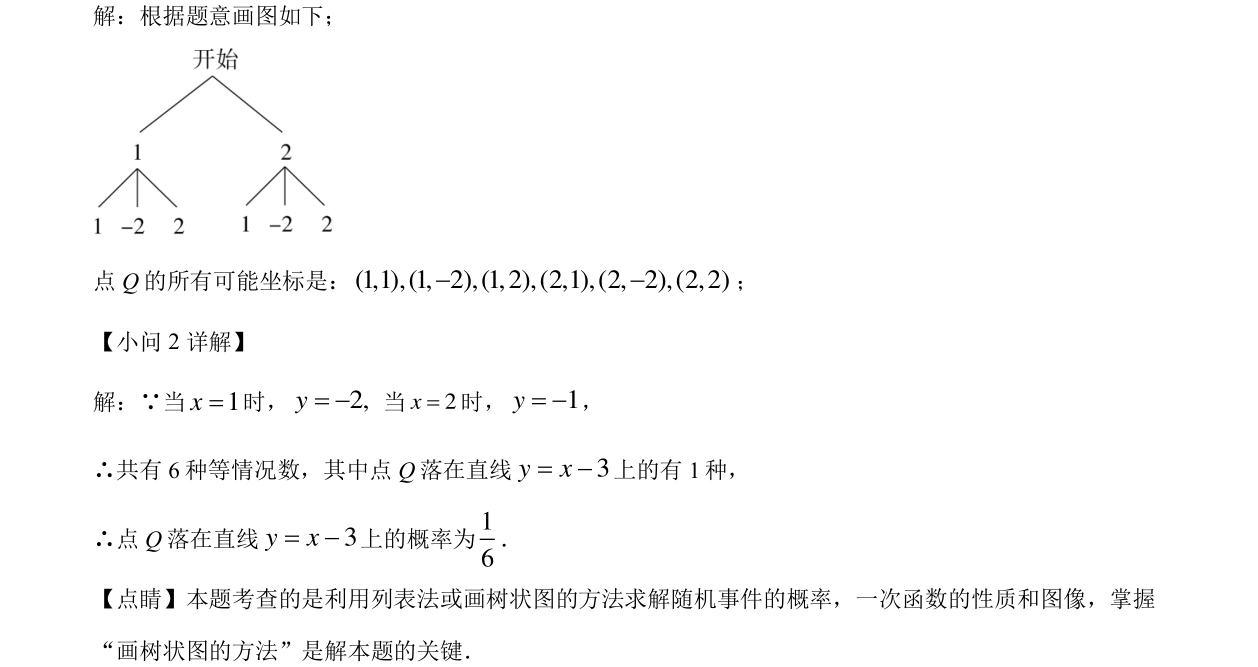 解：根据题意画图如下；
开始
1 2
1 −2 2 1 −2 2
点 Q 的所有可能坐标是：(1,1),(1,−2),(1,2),(2,1),(2,−2),(2,2)；
【小问 2 详解】
解：∵当 x=1时， y=−2, 当 x=2时， y=−1，
∴共有 6 种等情况数，其中点 Q 落在直线 y=x−3上的有 1 种，
∴点 Q 落在直线 y=x−3上的概率为 1/6．
【点睛】本题考查的是利用列表法或画树状图的方法求解随机事件的概率，一次函数的性质和图像，掌握
“画树状图的方法”是解本题的关键．